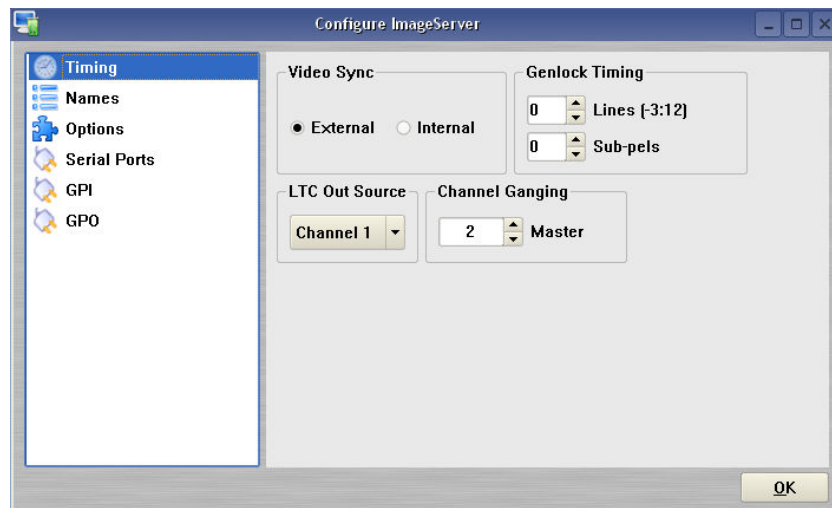 Configure ImageServer
Timing
Names
Options
Serial Ports
GPI
GPO
Video Sync
External Internal
Genlock Timing
0 Lines (-3:12)
0 Sub-pels
LTC Out Source
Channel 1
Channel Ganging
2 Master
OK